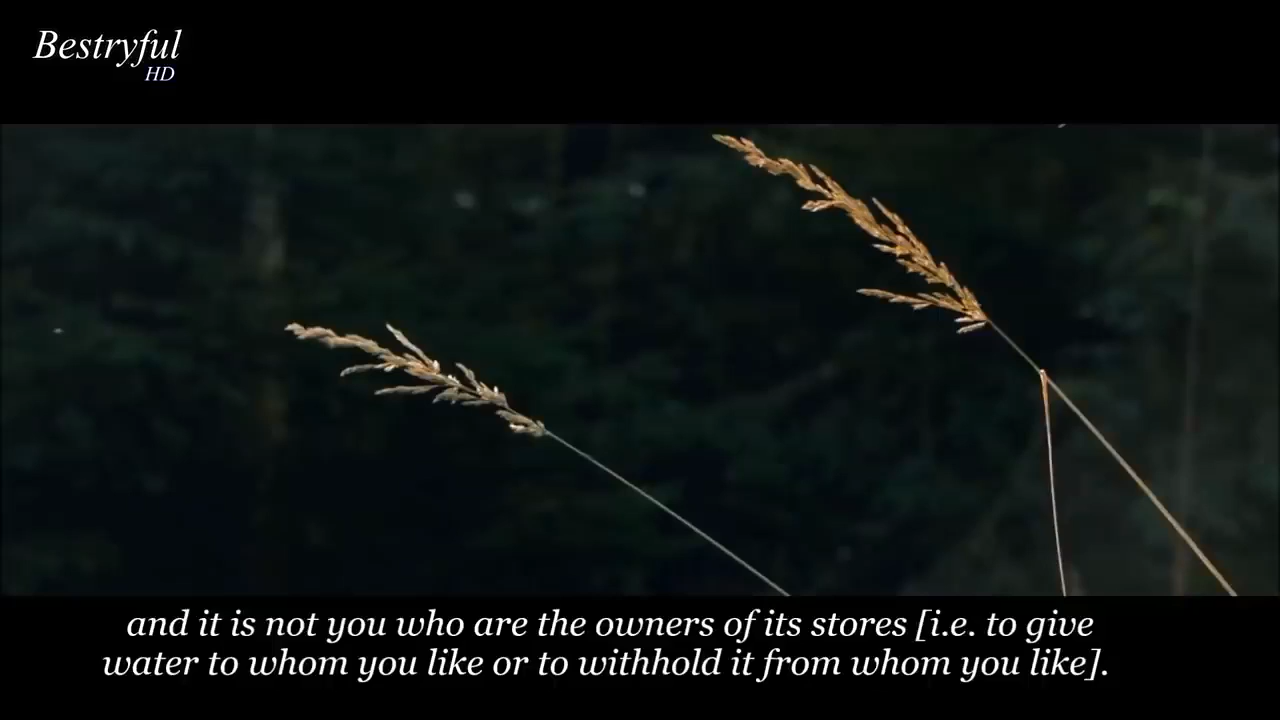 Bestryful
HD
and it is not you who are the owners of its stores [i.e. to give
water to whom you like or to withhold it from whom you like].